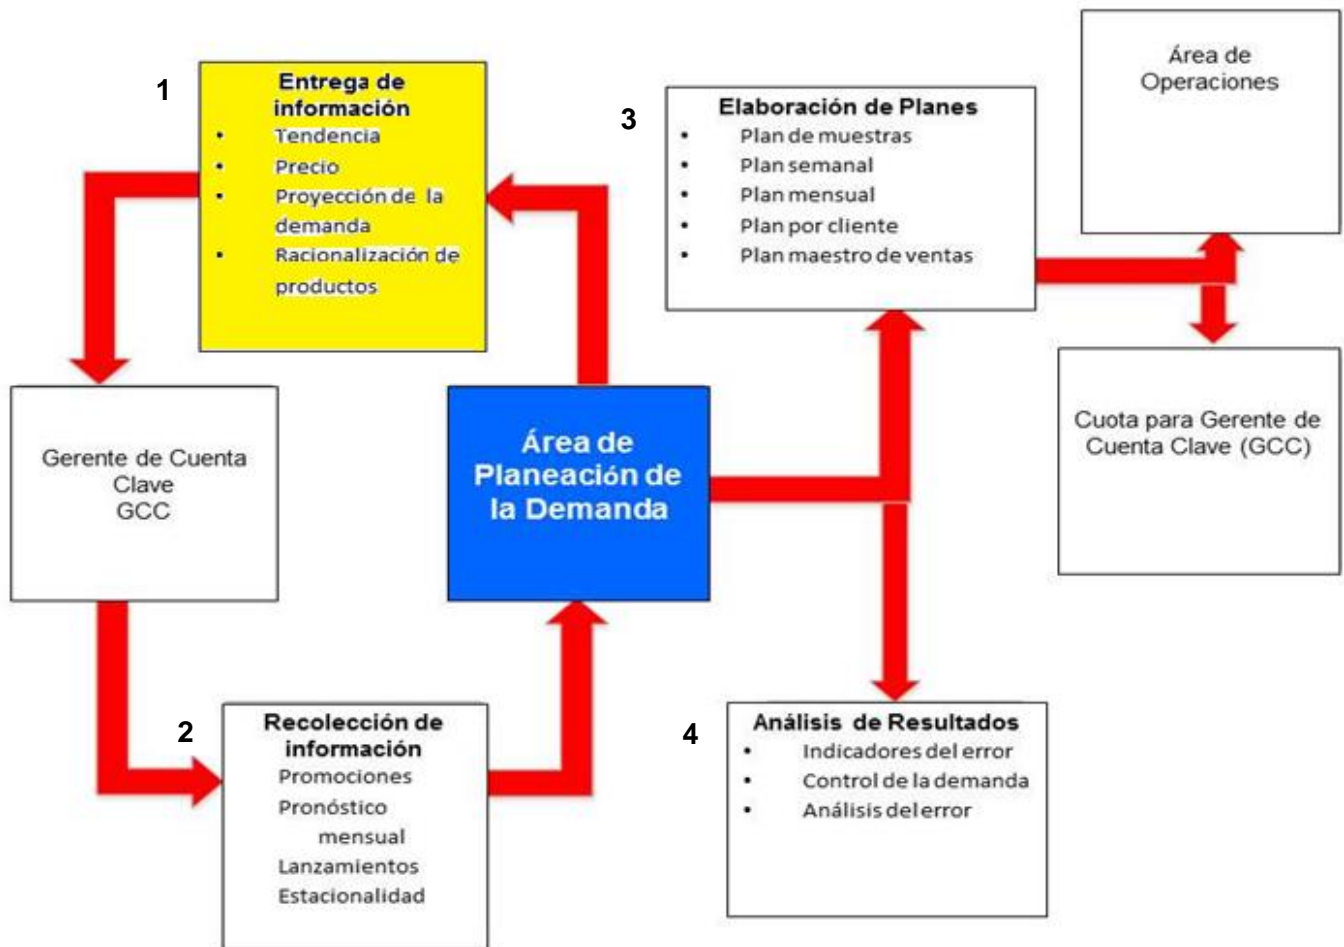 1
Entrega de
información
• Tendencia
• Precio
• Proyección de la
demanda
• Racionalización de
productos
Gerente de Cuenta
Clave
GCC
2
Recolección de
información
Promociones
Pronóstico
mensual
Lanzamientos
Estacionalidad
Área de
Planeación de
la Demanda
3
Elaboración de Planes
• Plan de muestras
• Plan semanal
• Plan mensual
• Plan por cliente
• Plan maestro de ventas
Área de
Operaciones
Cuota para Gerente de
Cuenta Clave (GCC)
4
Análisis de Resultados
• Indicadores del error
• Control de la demanda
• Análisis del error